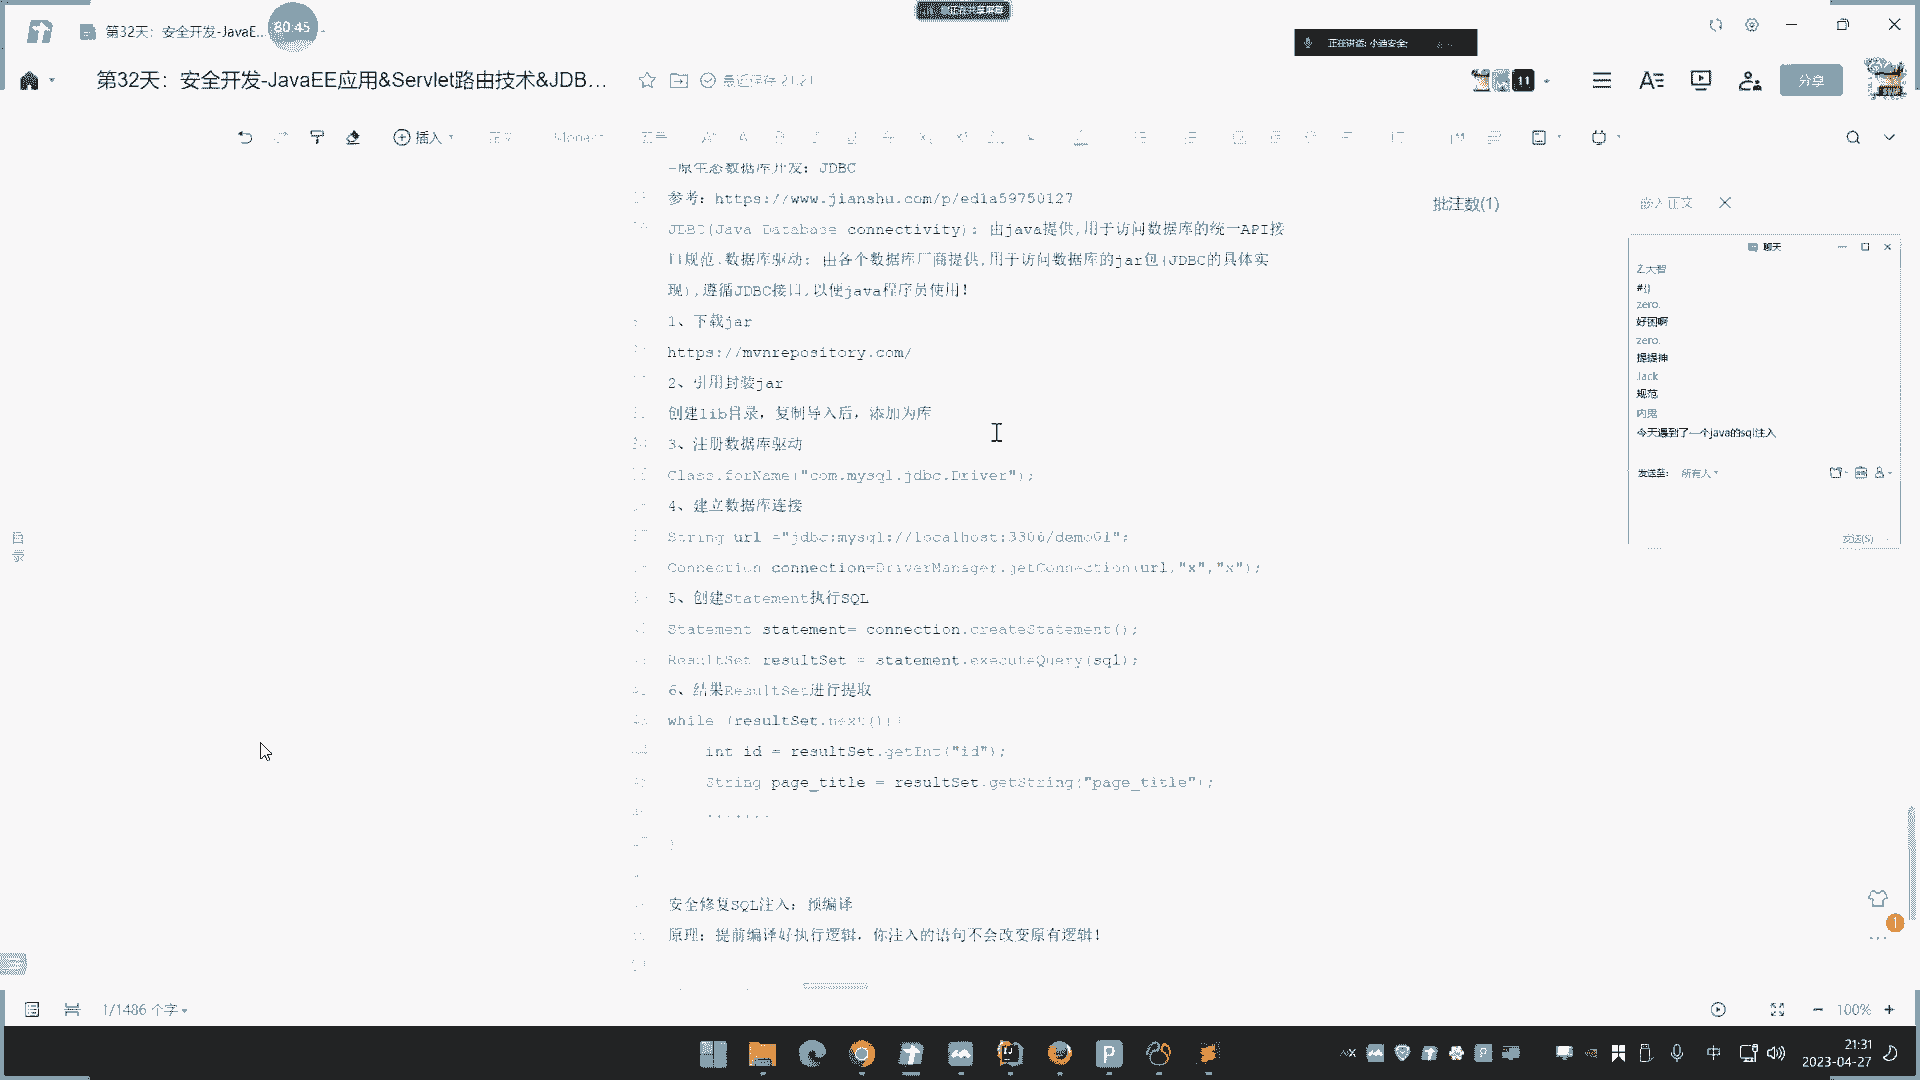 第32天：安全开发-JavaE...
80:45
正在讲话: 小迪安全;
第32天：安全开发-JavaEE应用&Servlet路由技术&JDB...
最近保存 21:21
11
分享
插入
正文
-原生态数据库开发：JDBC
参考：https://www.jianshu.com/p/ed1a59750127
JDBC(Java Database connectivity): 由java提供,用于访问数据库的统一API接
口规范.数据库驱动: 由各个数据库厂商提供,用于访问数据库的jar包(JDBC的具体实
现),遵循JDBC接口,以便java程序员使用!
1、下载jar
https://mvnrepository.com/
2、引用封装jar
创建lib目录，复制导入后，添加为库
3、注册数据库驱动
Class.forName("com.mysql.jdbc.Driver");
4、建立数据库连接
String url ="jdbc:mysql://localhost:3306/demo01";
Connection connection=DriverManager.getConnection(url,"x","x");
5、创建Statement执行SQL
Statement statement= connection.createStatement();
ResultSet resultSet = statement.executeQuery(sql);
6、结果ResultSet进行提取
while (resultSet.next()){
int id = resultSet.getInt("id");
String page_title = resultSet.getString("page_title");
.......
}
安全修复SQL注入：预编译
原理：提前编译好执行逻辑，你注入的语句不会改变原有逻辑！
批注数(1)
嵌入正文
聊天
乙大智
#{}
zero.
好困啊
zero.
提提神
Jack
规范
内鬼
今天遇到了一个java的sql注入
发送至: 所有人
发送(S)
目录
1/1486 个字
100%
中
21:31
2023-04-27